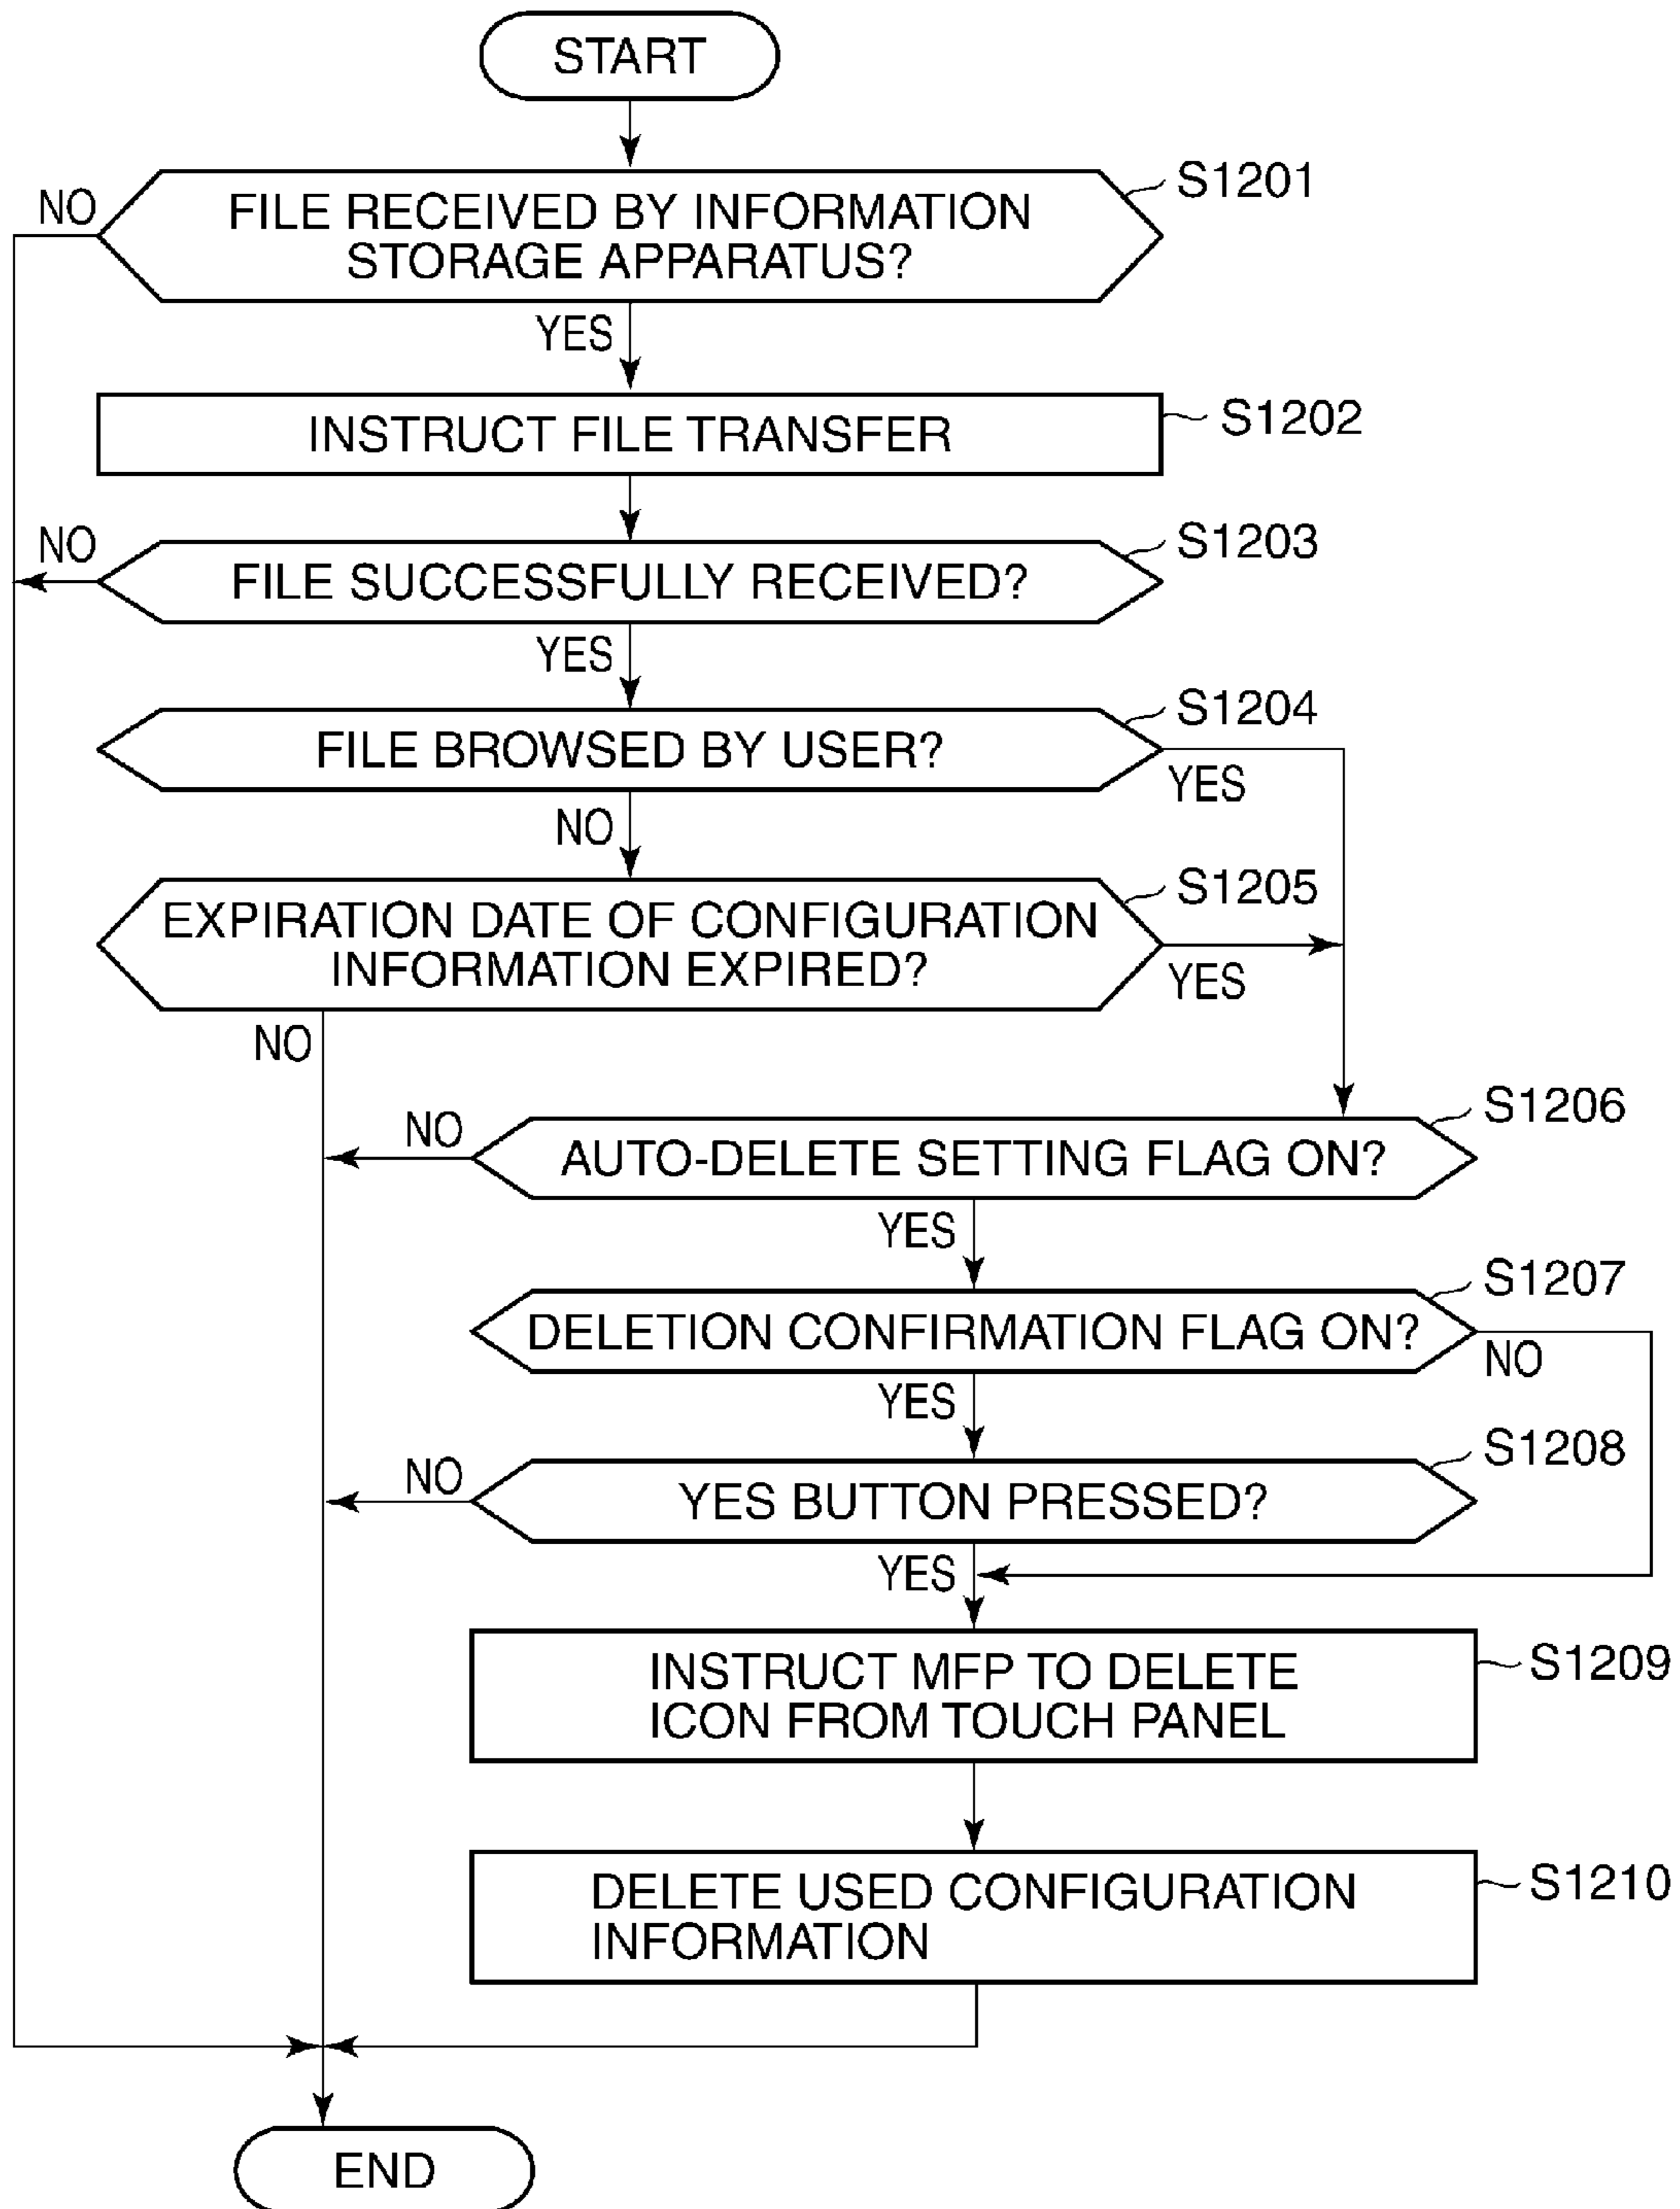 START
S1201
NO
FILE RECEIVED BY INFORMATION
STORAGE APPARATUS?
YES
INSTRUCT FILE TRANSFER
S1202
NO
S1203
FILE SUCCESSFULLY RECEIVED?
YES
S1204
FILE BROWSED BY USER?
YES
NO
S1205
EXPIRATION DATE OF CONFIGURATION
INFORMATION EXPIRED?
YES
NO
S1206
NO
AUTO-DELETE SETTING FLAG ON?
YES
S1207
DELETION CONFIRMATION FLAG ON?
NO
YES
S1208
NO
YES BUTTON PRESSED?
YES
INSTRUCT MFP TO DELETE
ICON FROM TOUCH PANEL
S1209
DELETE USED CONFIGURATION
INFORMATION
S1210
END